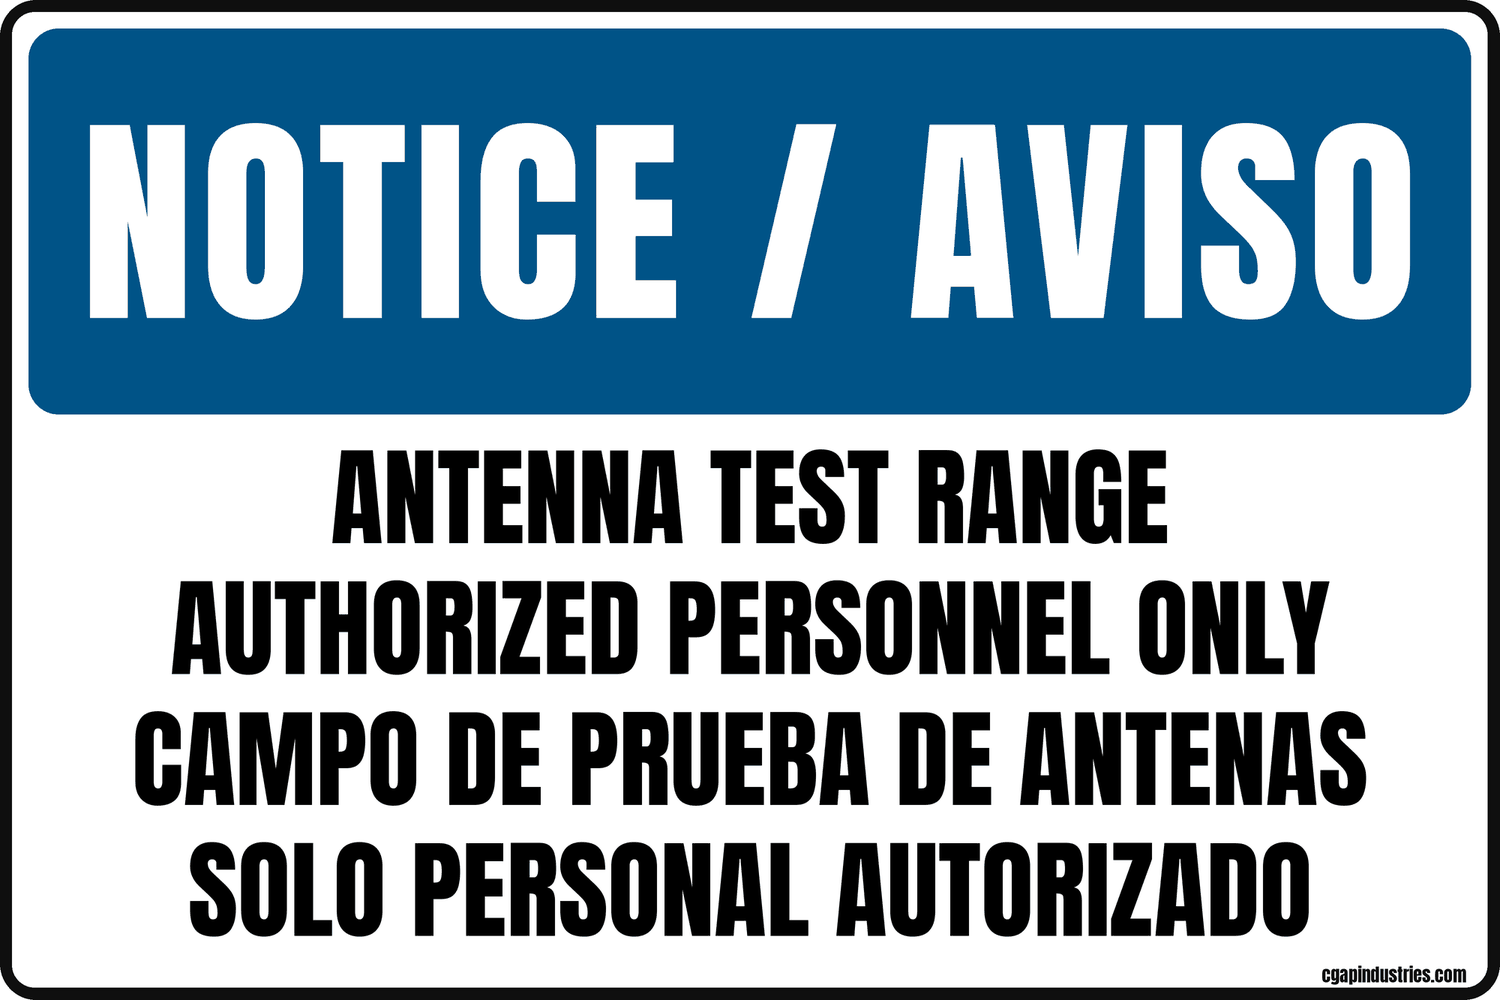 NOTICE / AVISO
ANTENNA TEST RANGE
AUTHORIZED PERSONNEL ONLY
CAMPO DE PRUEBA DE ANTENAS
SOLO PERSONAL AUTORIZADO
cgapindustries.com